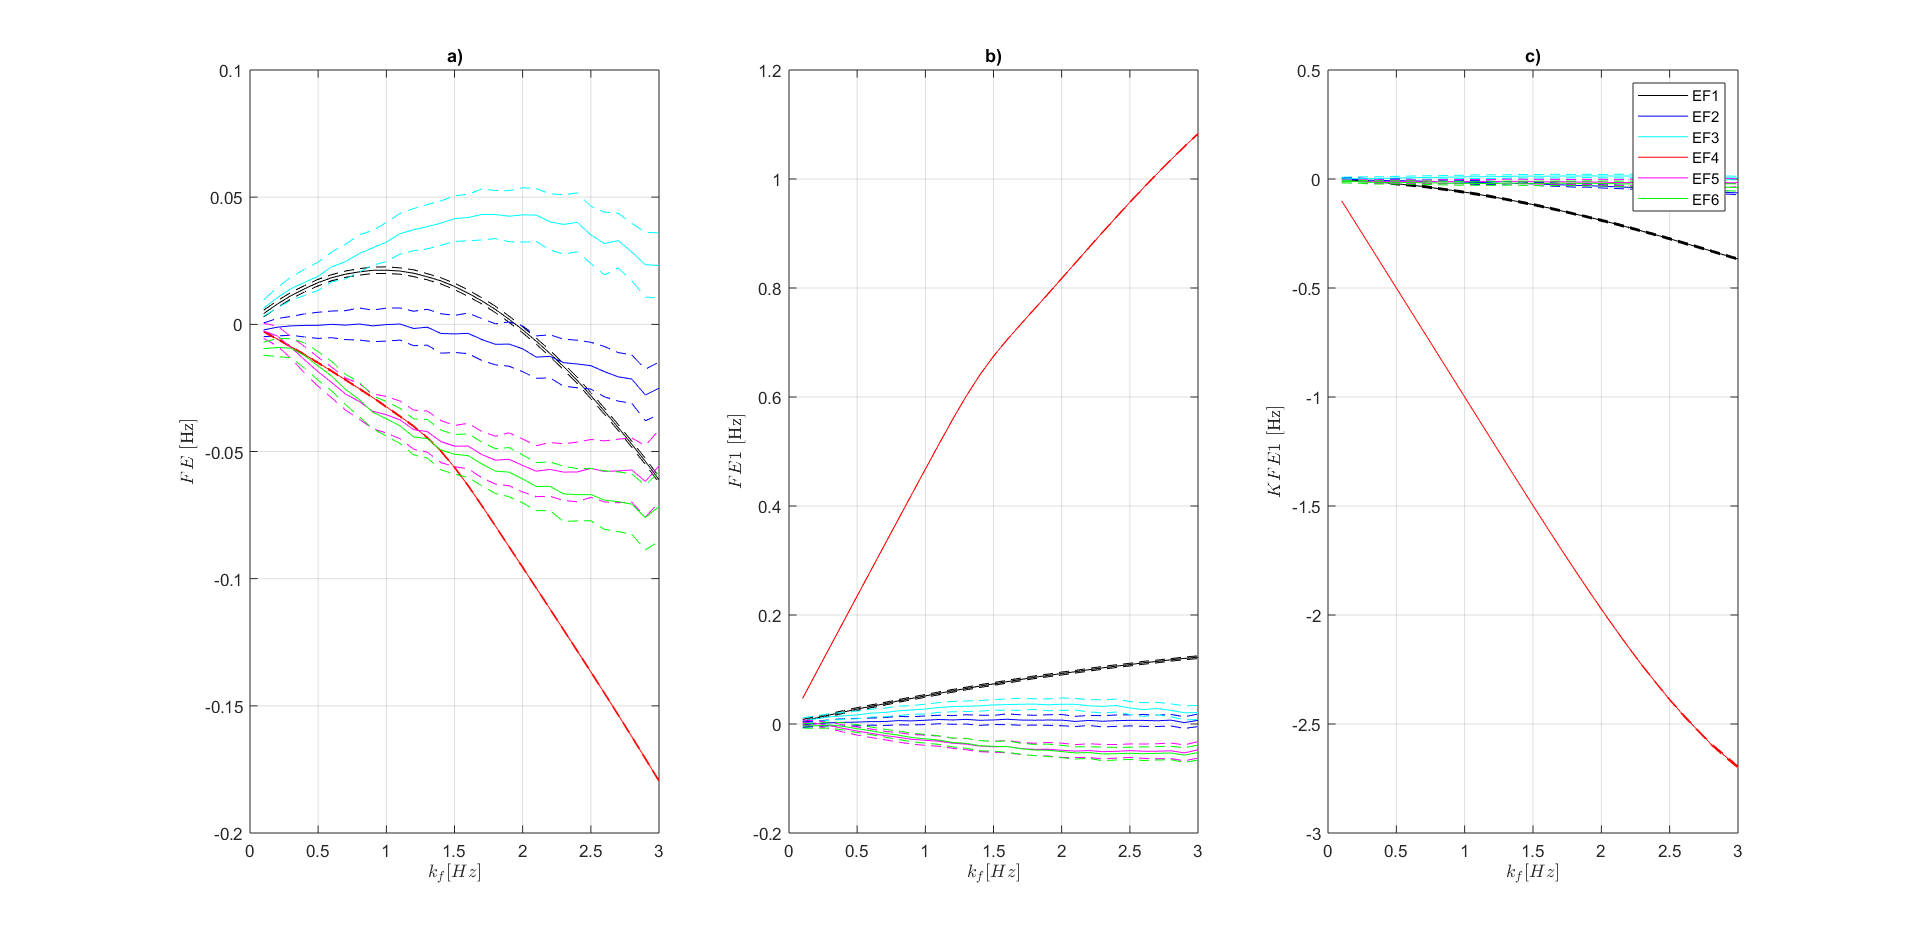 a)
0.1
0.05
0
-0.05
-0.1
-0.15
-0.2
FE [Hz]
0 0.5 1 1.5 2 2.5 3
k_f[Hz]
b)
1.2
1
0.8
0.6
0.4
0.2
0
-0.2
FE1 [Hz]
0 0.5 1 1.5 2 2.5 3
k_f[Hz]
c)
0.5
0
-0.5
-1
-1.5
-2
-2.5
-3
KFE1 [Hz]
0 0.5 1 1.5 2 2.5 3
k_f[Hz]
EF1
EF2
EF3
EF4
EF5
EF6